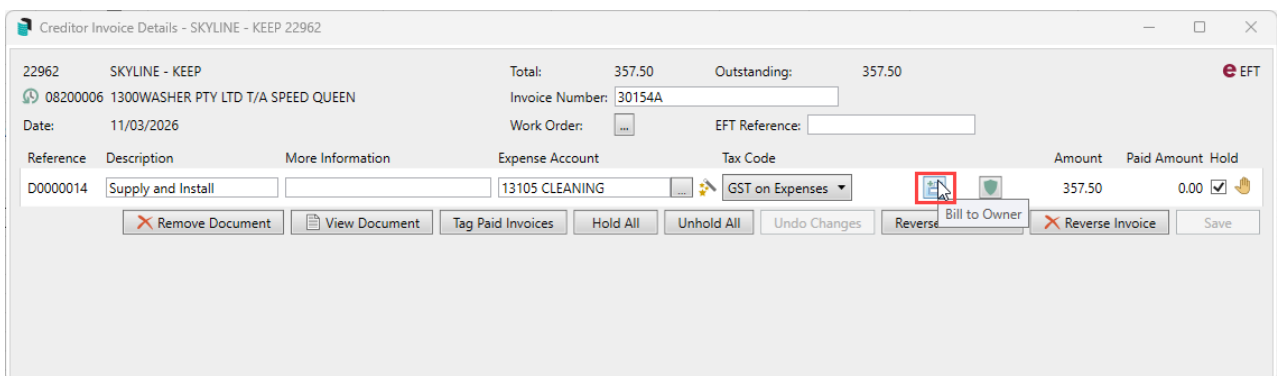 Creditor Invoice Details - SKYLINE - KEEP 22962
22962 SKYLINE - KEEP Total: 357.50 Outstanding: 357.50 e EFT
08200006 1300WASHER PTY LTD T/A SPEED QUEEN Invoice Number: 30154A
Date: 11/03/2026 Work Order: ... EFT Reference:
Reference Description More Information Expense Account Tax Code Amount Paid Amount Hold
D0000014 Supply and Install 13105 CLEANING ... GST on Expenses 357.50 0.00
Bill to Owner
Remove Document View Document Tag Paid Invoices Hold All Unhold All Undo Changes Reverse Reverse Invoice Save